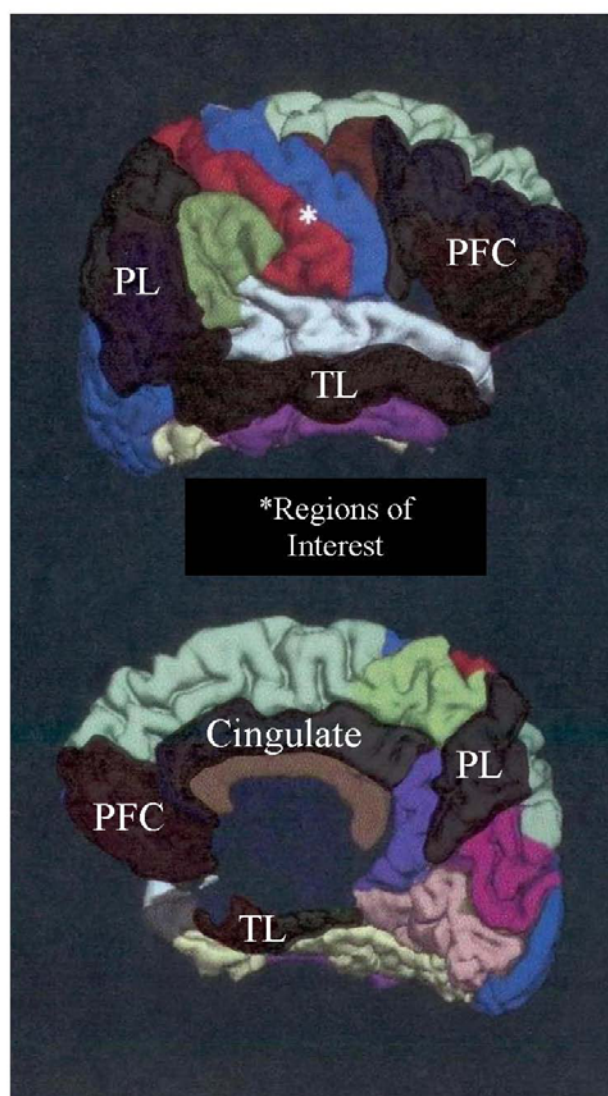 *
PFC
PL
TL
*Regions of
Interest
Cingulate
PL
PFC
TL